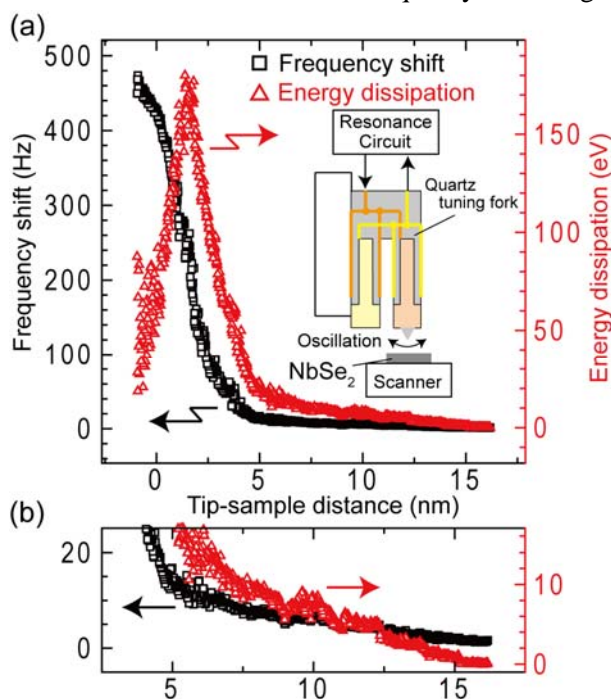 (a)
500
400
300
200
100
0
Frequency shift (Hz)
Frequency shift
Energy dissipation
Resonance
Circuit
Quartz
tuning fork
Oscillation
NbSe2
Scanner
150
100
50
0
Energy dissipation (eV)
0
5
10
15
Tip-sample distance (nm)
(b)
20
0
10
0
5
10
15